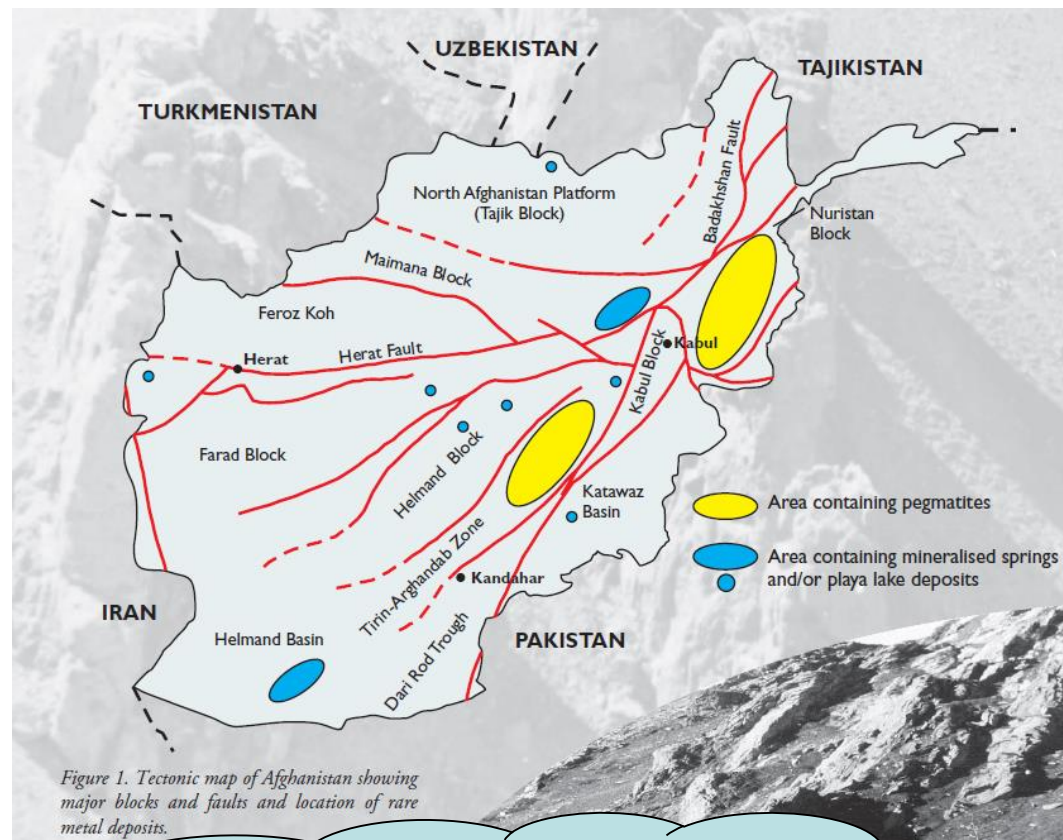 UZBEKISTAN
TAJIKISTAN
TURKMENISTAN
North Afghanistan Platform
(Tajik Block)
Badakhshan Fault
Nuristan
Block
Maimana Block
Feroz Koh
Herat
Herat Fault
Kabul Block
Kabul
Farad Block
Helmand Block
Katawaz
Basin
Area containing pegmatites
Area containing mineralised springs
and/or playa lake deposits
Tirin-Arghandab Zone
Kandahar
IRAN
Helmand Basin
Dari Rod Trough
PAKISTAN
Figure 1. Tectonic map of Afghanistan showing
major blocks and faults and location of rare
metal deposits.